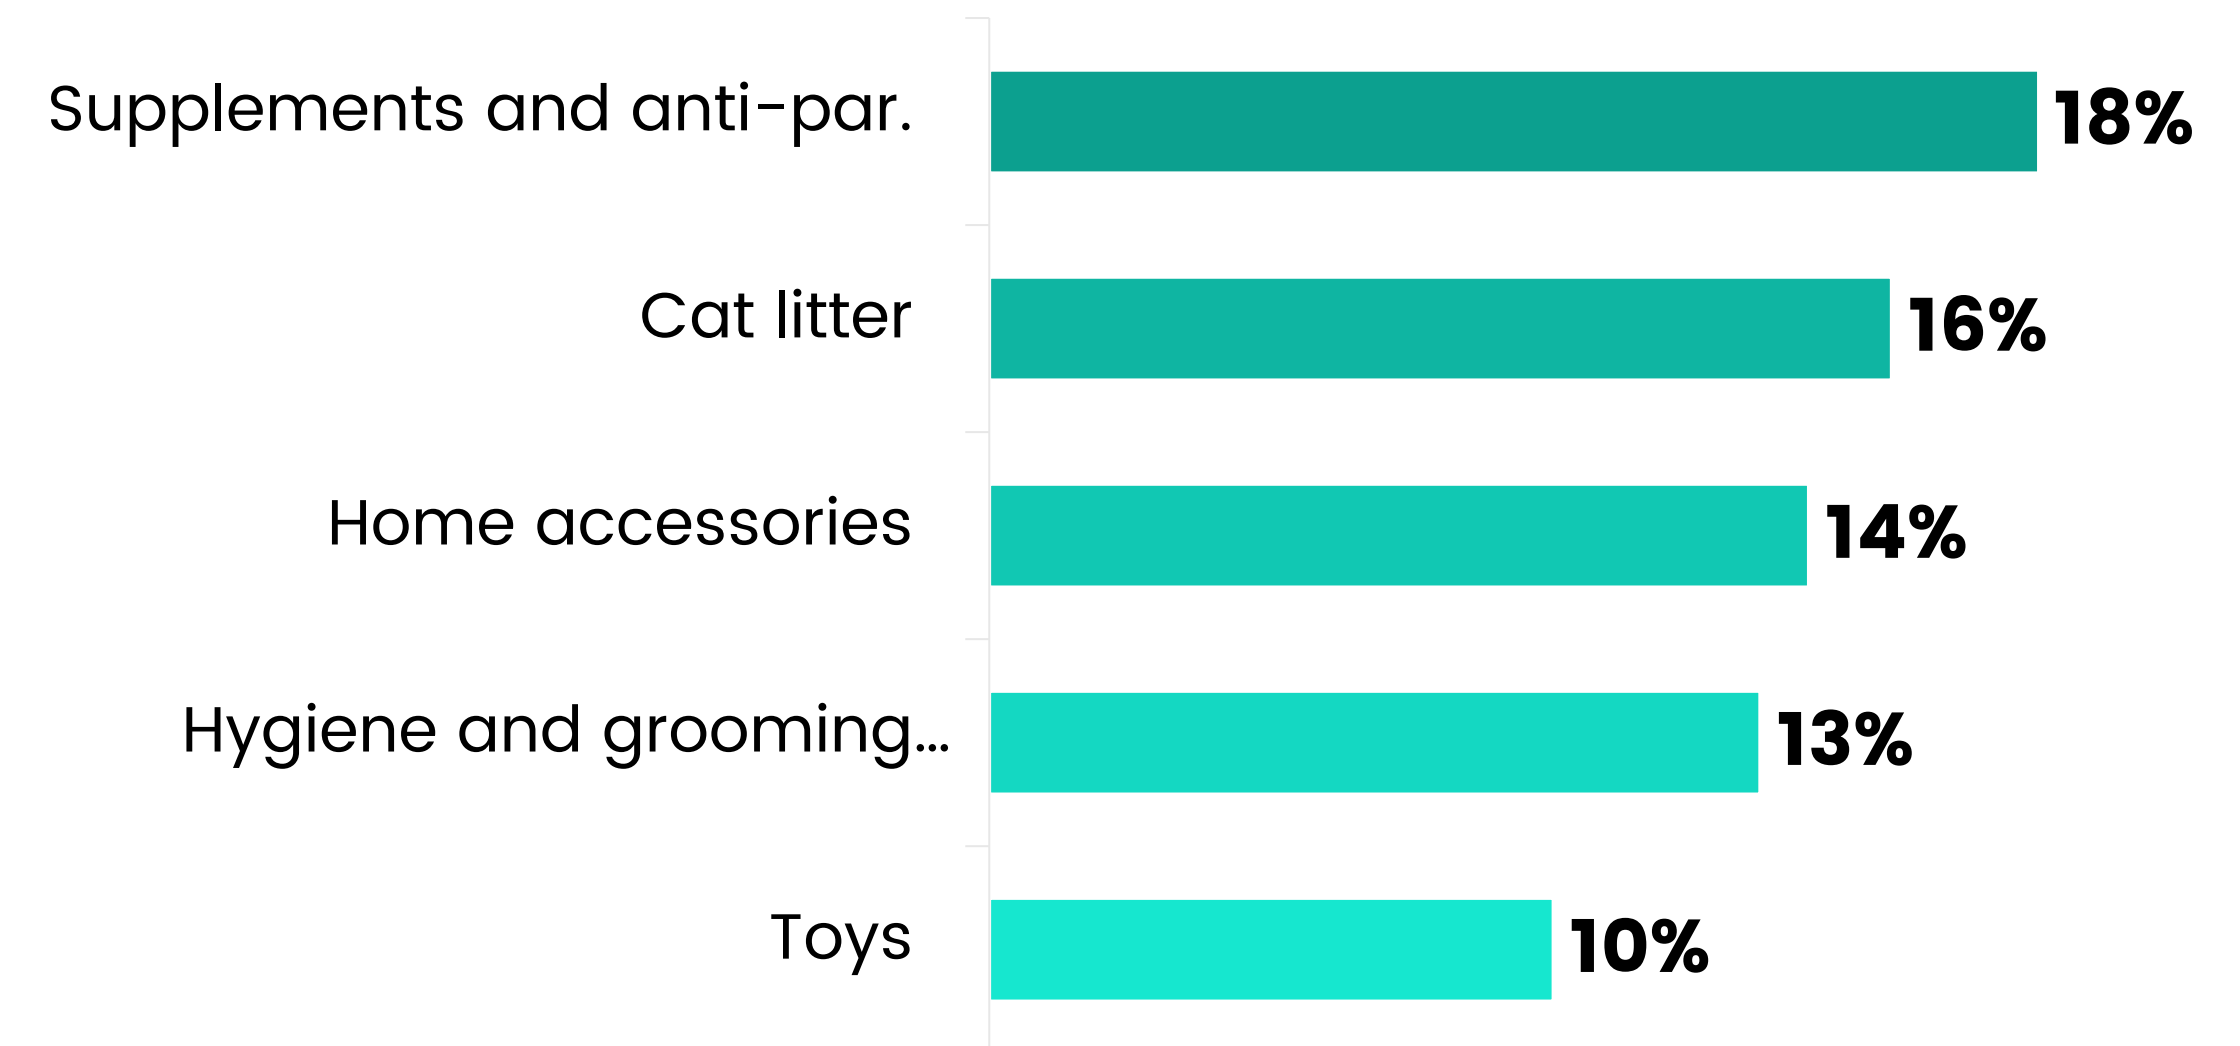 Supplements and anti-par. 18%
Cat litter 16%
Home accessories 14%
Hygiene and grooming... 13%
Toys 10%